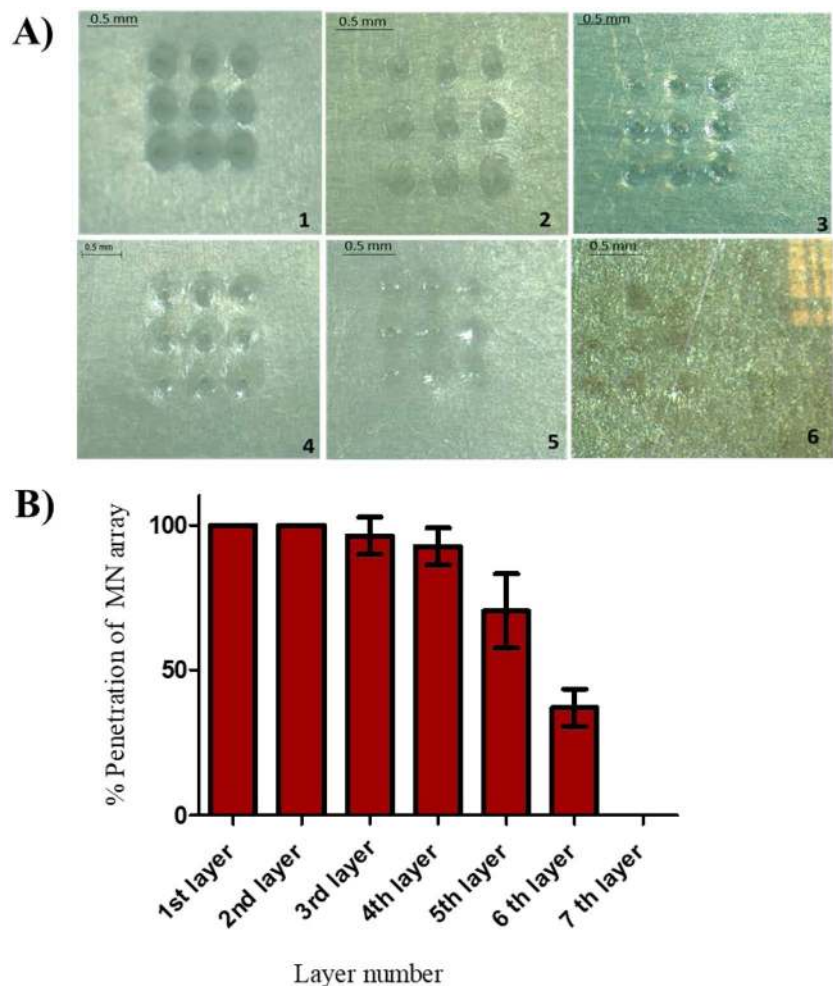 A)
0.5 mm
1
0.5 mm
2
0.5 mm
3
0.5 mm
4
0.5 mm
5
0.5 mm
6
B)
% Penetration of MN array
100
50
0
1st layer
2nd layer
3rd layer
4th layer
5th layer
6 th layer
7 th layer
Layer number